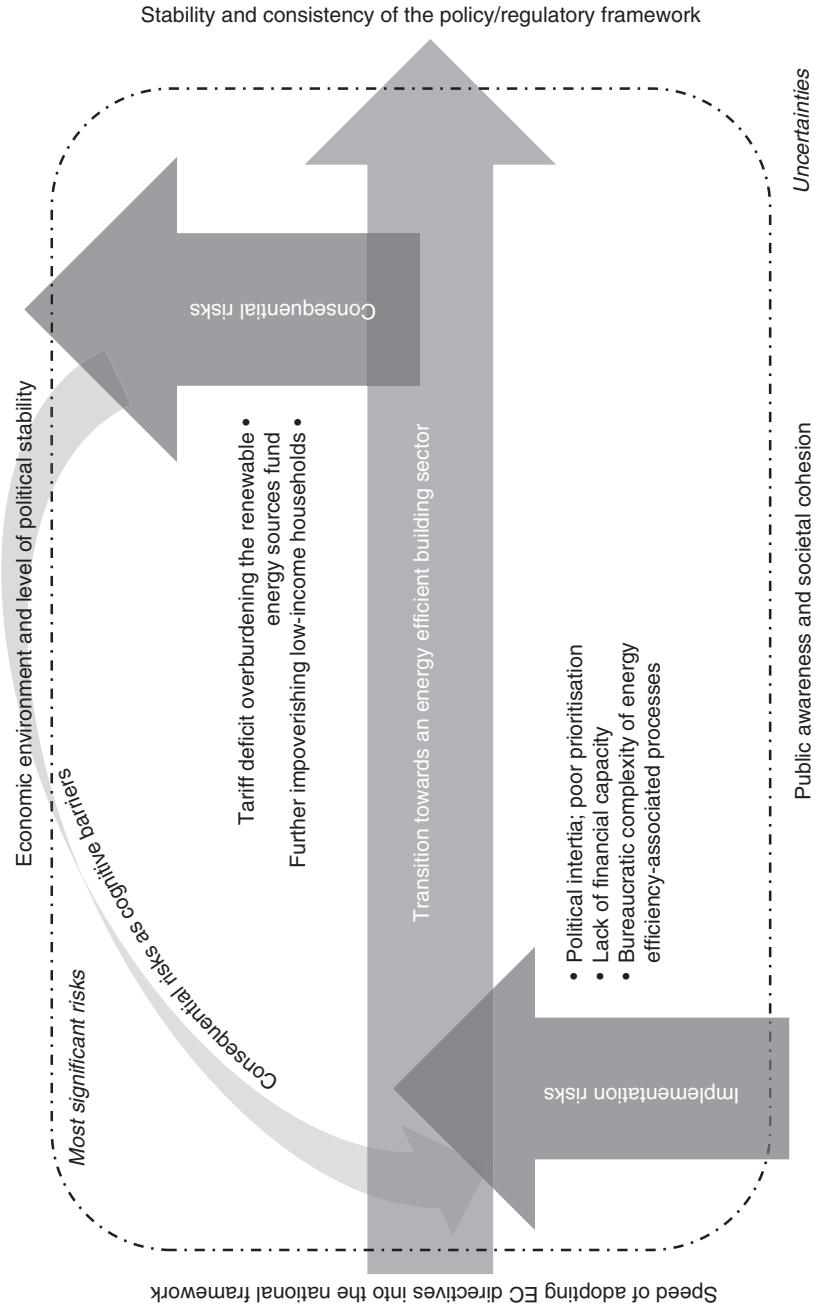 Stability and consistency of the policy/regulatory framework
Economic environment and level of political stability
Most significant risks
Consequential risks as cognitive barriers
Tariff deficit overburdening the renewable •
energy sources fund
Further impoverishing low-income households •
Consequential risks
Transition towards an energy efficient building sector
Implementation risks
• Political intertia; poor prioritisation
• Lack of financial capacity
• Bureaucratic complexity of energy
efficiency-associated processes
Speed of adopting EC directives into the national framework
Public awareness and societal cohesion
Uncertainties